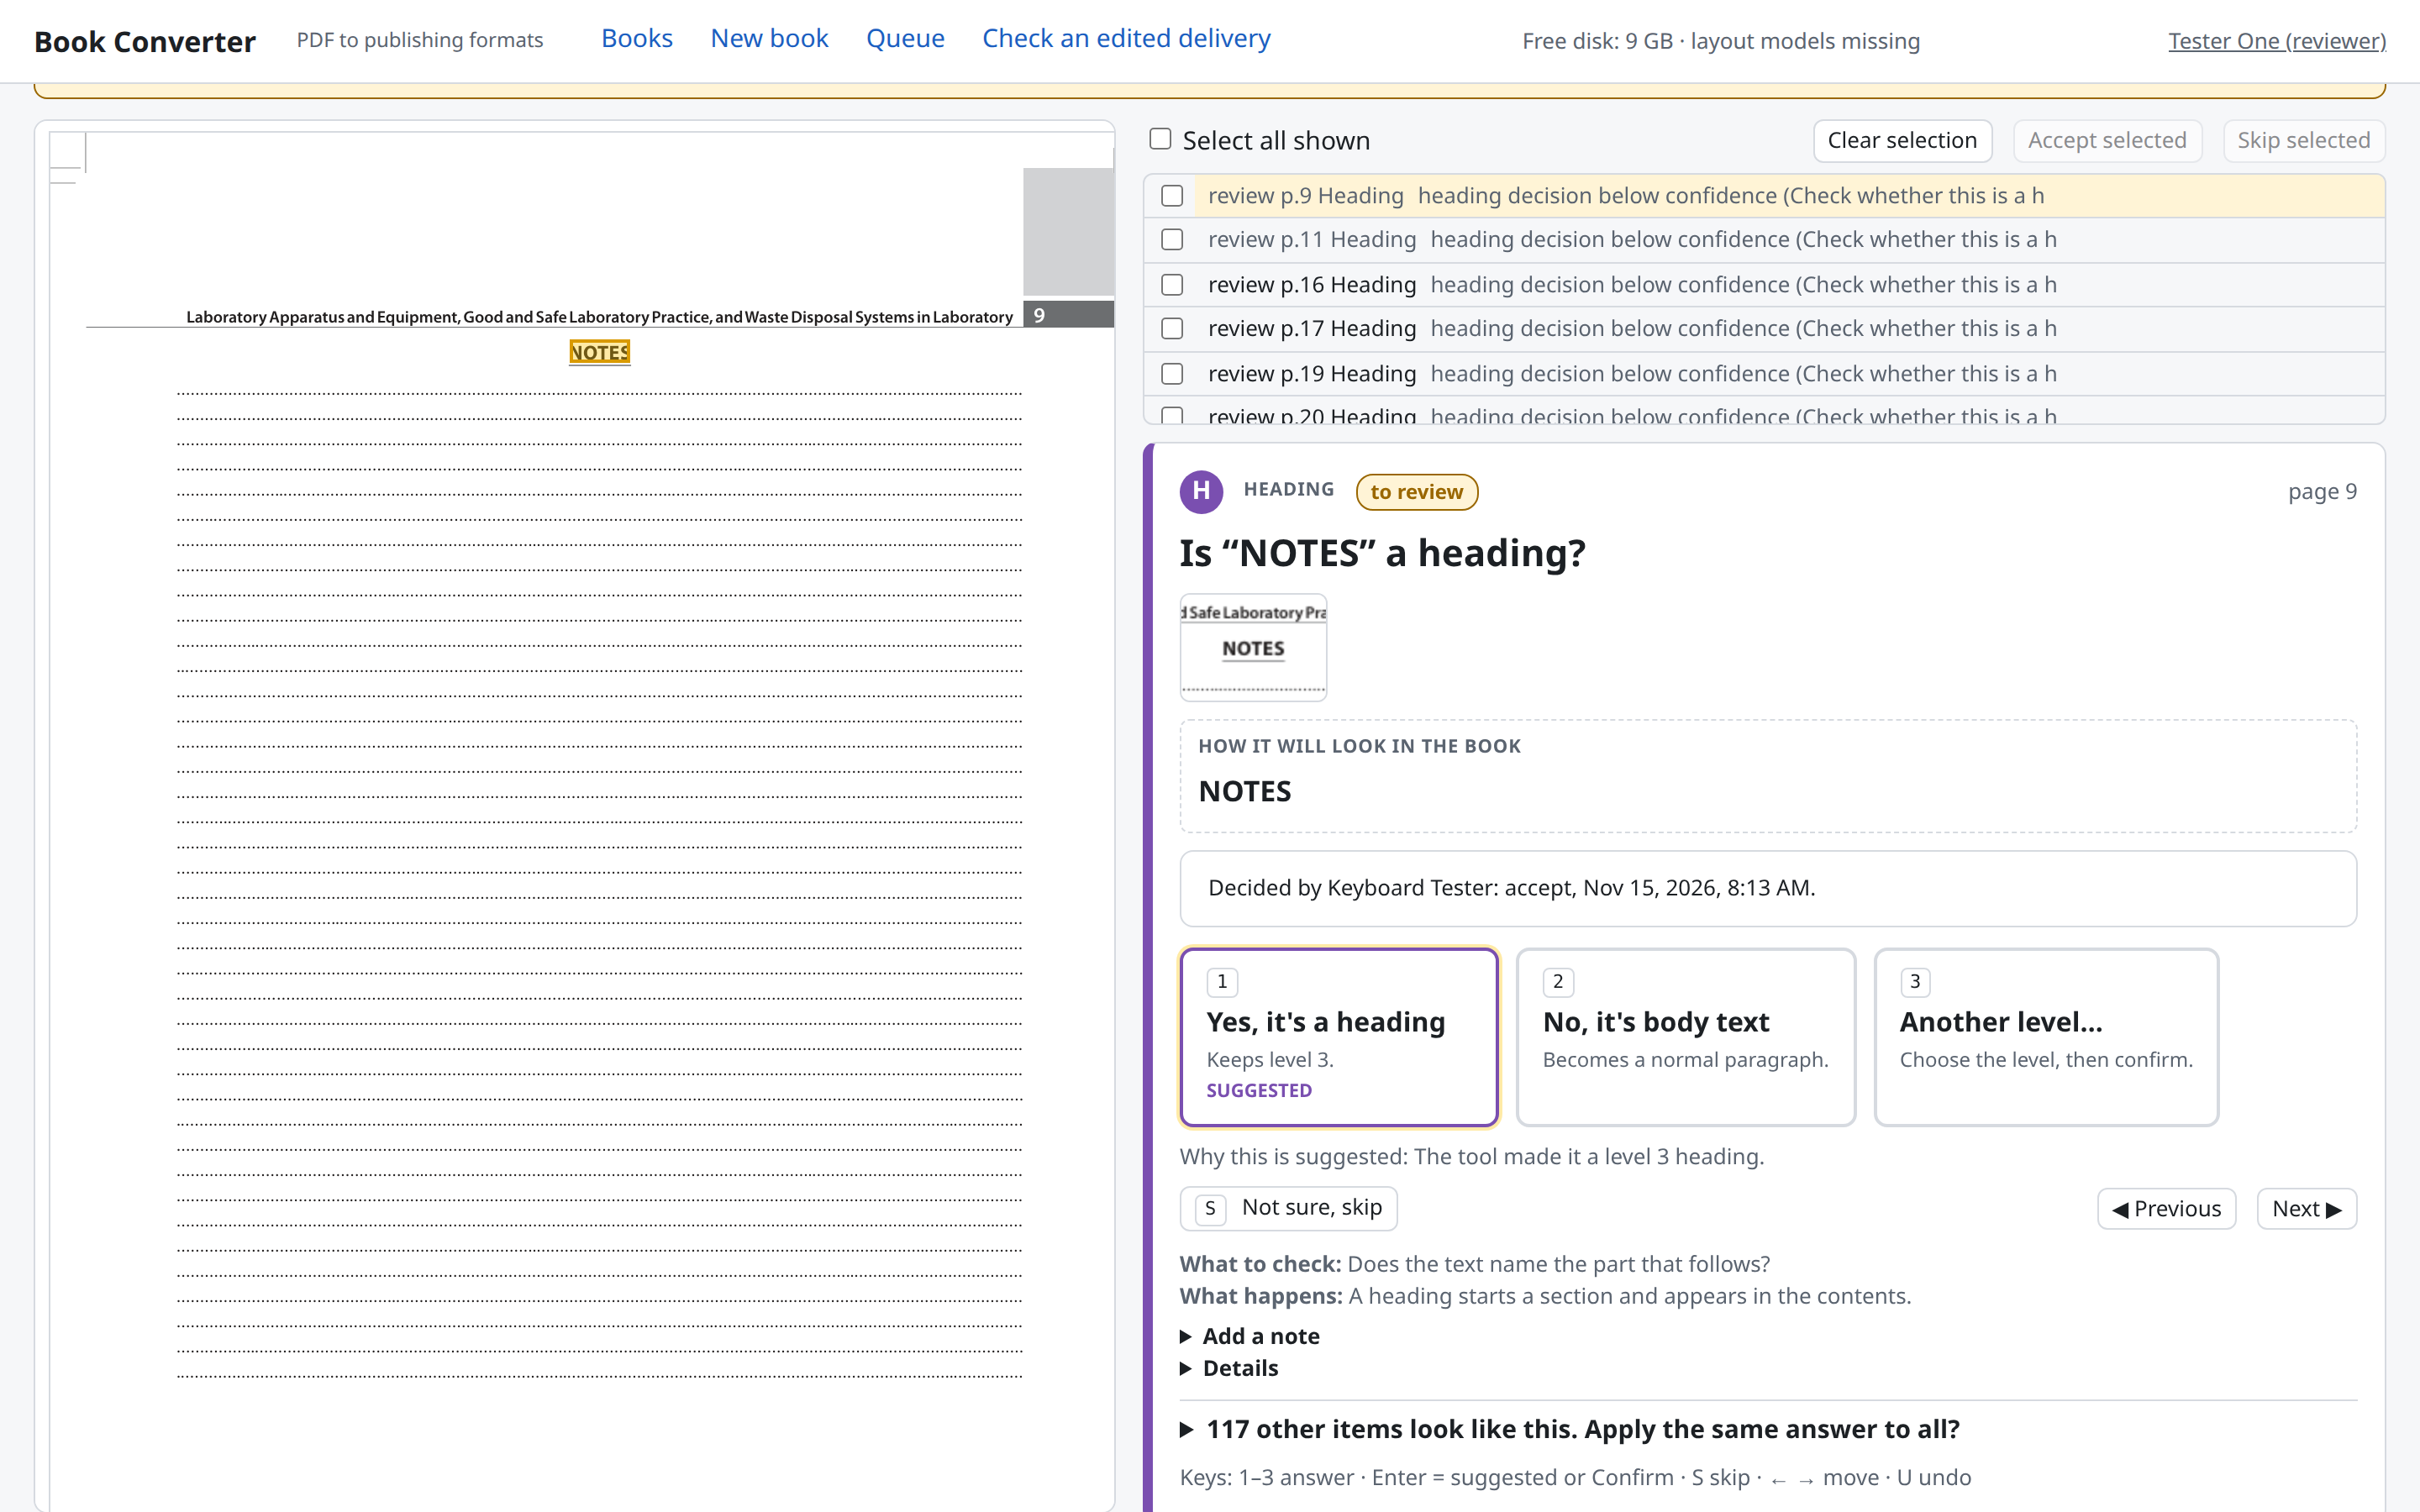 Book Converter PDF to publishing formats Books New book Queue Check an edited delivery Free disk: 9 GB · layout models missing Tester One (reviewer)
Laboratory Apparatus and Equipment, Good and Safe Laboratory Practice, and Waste Disposal Systems in Laboratory 9
NOTES
Select all shown Clear selection Accept selected Skip selected
review p.9 Heading heading decision below confidence (Check whether this is a h
review p.11 Heading heading decision below confidence (Check whether this is a h
review p.16 Heading heading decision below confidence (Check whether this is a h
review p.17 Heading heading decision below confidence (Check whether this is a h
review p.19 Heading heading decision below confidence (Check whether this is a h
review p.20 Heading heading decision below confidence (Check whether this is a h
H HEADING to review page 9
Is “NOTES” a heading?
d Safe Laboratory Pra
NOTES
HOW IT WILL LOOK IN THE BOOK
NOTES
Decided by Keyboard Tester: accept, Nov 15, 2026, 8:13 AM.
1 2 3
Yes, it's a heading No, it's body text Another level...
Keeps level 3. Becomes a normal paragraph. Choose the level, then confirm.
SUGGESTED
Why this is suggested: The tool made it a level 3 heading.
S Not sure, skip ◀ Previous Next ▶
What to check: Does the text name the part that follows?
What happens: A heading starts a section and appears in the contents.
▶ Add a note
▶ Details
▶ 117 other items look like this. Apply the same answer to all?
Keys: 1–3 answer · Enter = suggested or Confirm · S skip · ← → move · U undo